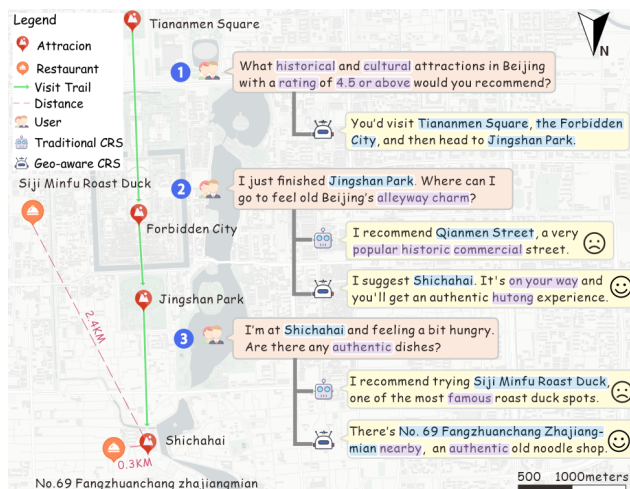 Legend
Attracion
Restaurant
Visit Trail
Distance
User
Traditional CRS
Geo-aware CRS
Tiananmen Square
N
1
What historical and cultural attractions in Beijing
with a rating of 4.5 or above would you recommend?
You'd visit Tiananmen Square, the Forbidden
City, and then head to Jingshan Park.
Siji Minfu Roast Duck
2
I just finished Jingshan Park. Where can I
go to feel old Beijing's alleyway charm?
Forbidden City
I recommend Qianmen Street, a very
popular historic commercial street.
I suggest Shichahai. It's on your way and
you'll get an authentic hutong experience.
Jingshan Park
2.4KM
3
I'm at Shichahai and feeling a bit hungry.
Are there any authentic dishes?
I recommend trying Siji Minfu Roast Duck,
one of the most famous roast duck spots.
Shichahai
0.3KM
There's No. 69 Fangzhuanchang Zhajiang-
mian nearby, an authentic old noodle shop.
No.69 Fangzhuanchang zhajiangmian
500 1000meters